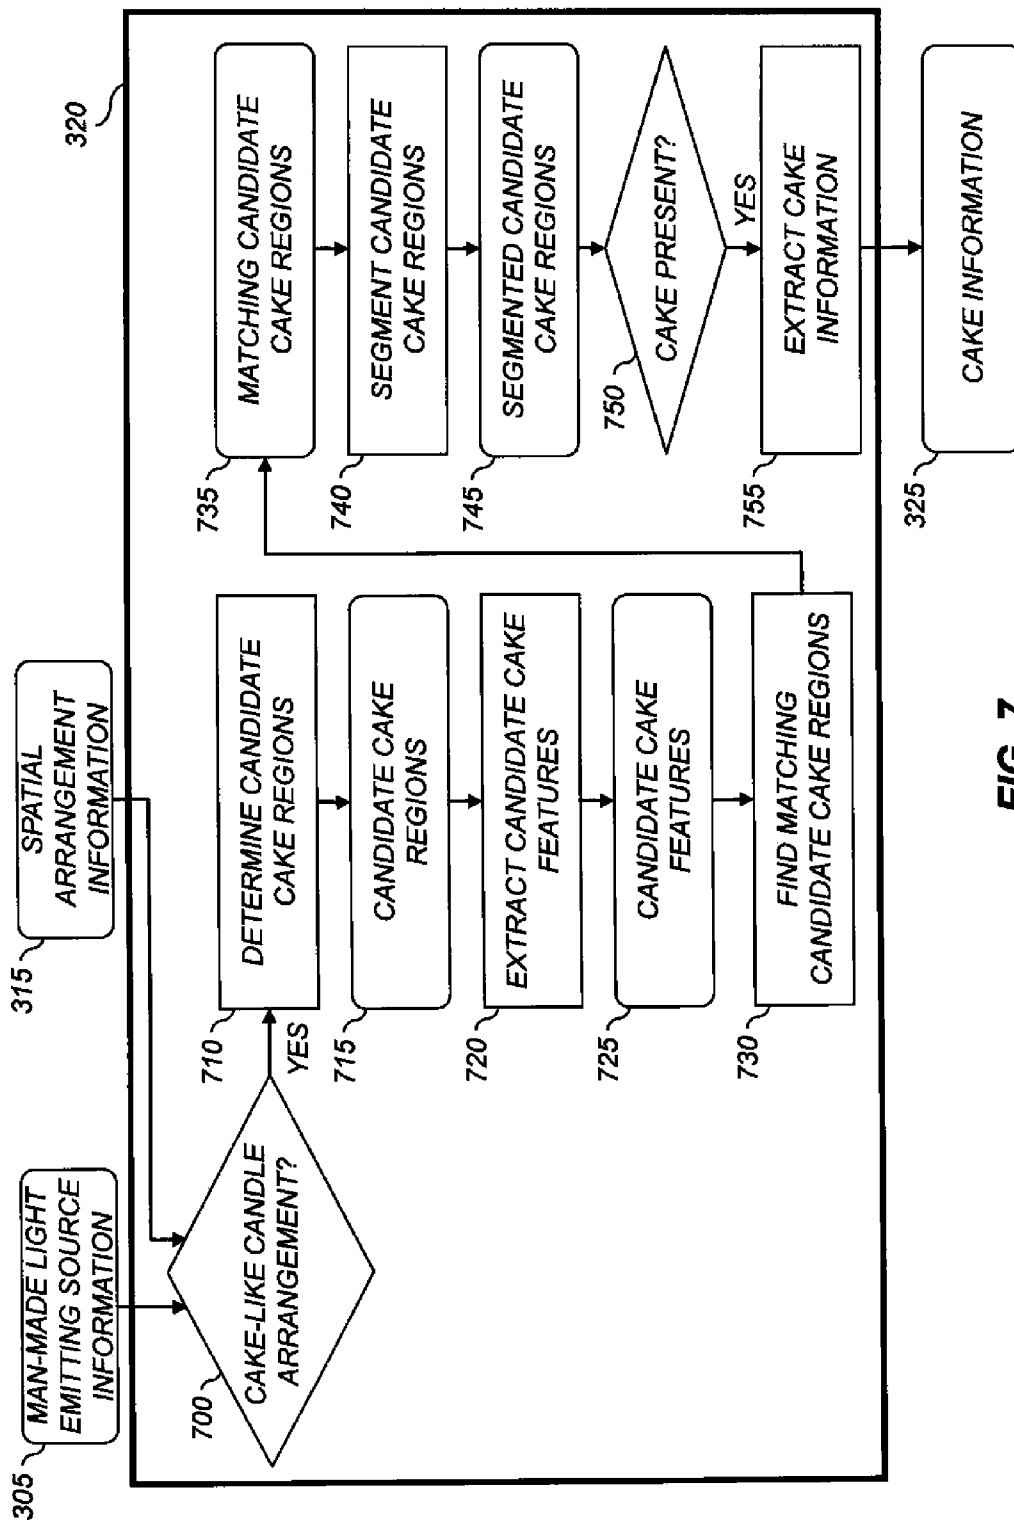 305
MAN-MADE LIGHT
EMITTING SOURCE
INFORMATION
315
SPATIAL
ARRANGEMENT
INFORMATION
320
700
CAKE-LIKE CANDLE
ARRANGEMENT?
YES
710
DETERMINE CANDIDATE
CAKE REGIONS
715
CANDIDATE CAKE
REGIONS
720
EXTRACT CANDIDATE CAKE
FEATURES
725
CANDIDATE CAKE
FEATURES
730
FIND MATCHING
CANDIDATE CAKE REGIONS
735
MATCHING CANDIDATE
CAKE REGIONS
740
SEGMENT CANDIDATE
CAKE REGIONS
745
SEGMENTED CANDIDATE
CAKE REGIONS
750
CAKE PRESENT?
YES
755
EXTRACT CAKE
INFORMATION
325
CAKE INFORMATION
FIG. 7